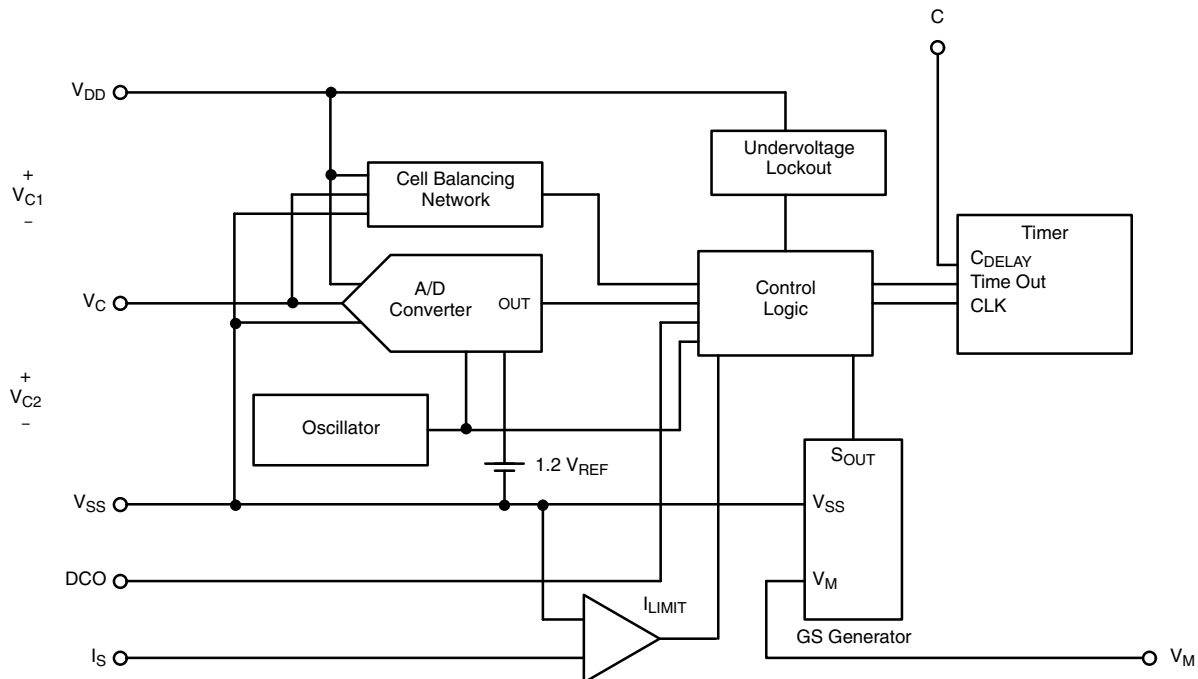 C
VDD
Undervoltage
Lockout
+
VC1
–
Cell Balancing
Network
Timer
CDELAY
Time Out
CLK
VC
A/D
Converter
OUT
Control
Logic
+
VC2
–
Oscillator
1.2 VREF
SOUT
VSS
VSS
DCO
VM
ILIMIT
GS Generator
IS
VM